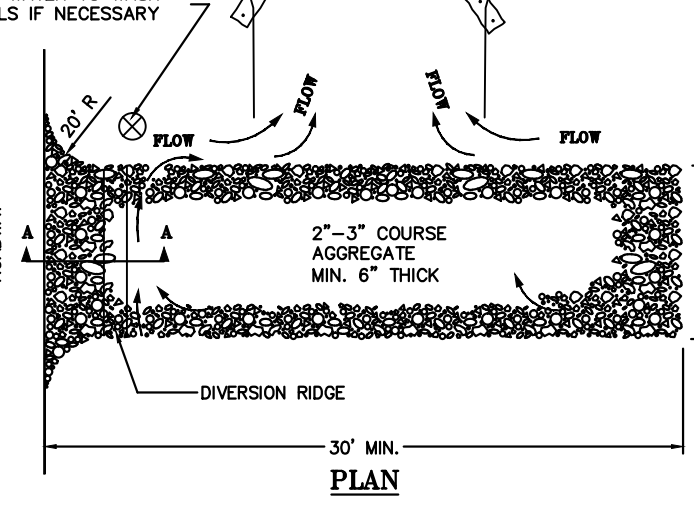 LS IF NECESSARY
20' R
FLOW
FLOW
FLOW
FLOW
A
A
2"-3" COURSE
AGGREGATE
MIN. 6" THICK
DIVERSION RIDGE
30' MIN.
PLAN